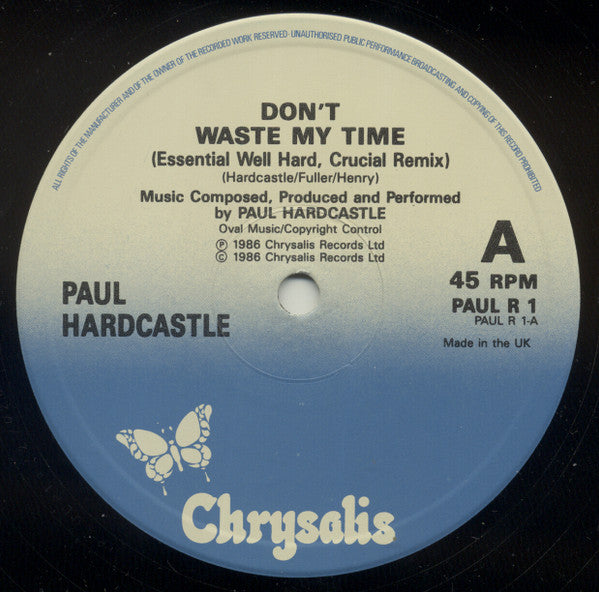 ALL RIGHTS OF THE MANUFACTURER AND OF THE OWNER OF THE RECORDED WORK RESERVED · UNAUTHORISED PUBLIC PERFORMANCE BROADCASTING AND COPYING OF THIS RECORD PROHIBITED
DON'T
WASTE MY TIME
(Essential Well Hard, Crucial Remix)
(Hardcastle/Fuller/Henry)
Music Composed, Produced and Performed
by PAUL HARDCASTLE
Oval Music/Copyright Control
℗ 1986 Chrysalis Records Ltd
© 1986 Chrysalis Records Ltd
A
45 RPM
PAUL R 1
PAUL R 1-A
Made in the UK
PAUL
HARDCASTLE
Chrysalis